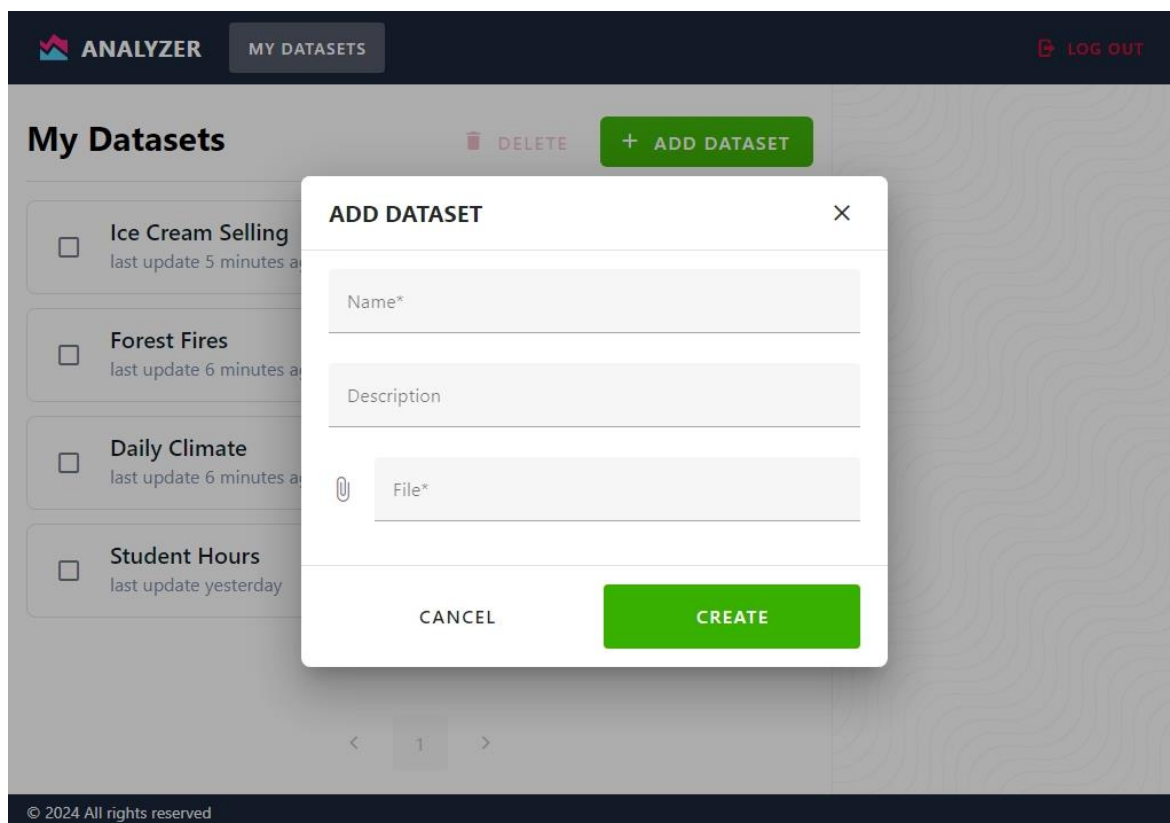 ANALYZER
MY DATASETS
LOG OUT
My Datasets
DELETE
+ ADD DATASET
ADD DATASET
Ice Cream Selling
last update 5 minutes a
Name*
Forest Fires
last update 6 minutes a
Description
Daily Climate
last update 6 minutes a
File*
Student Hours
last update yesterday
CANCEL
CREATE
1
© 2024 All rights reserved